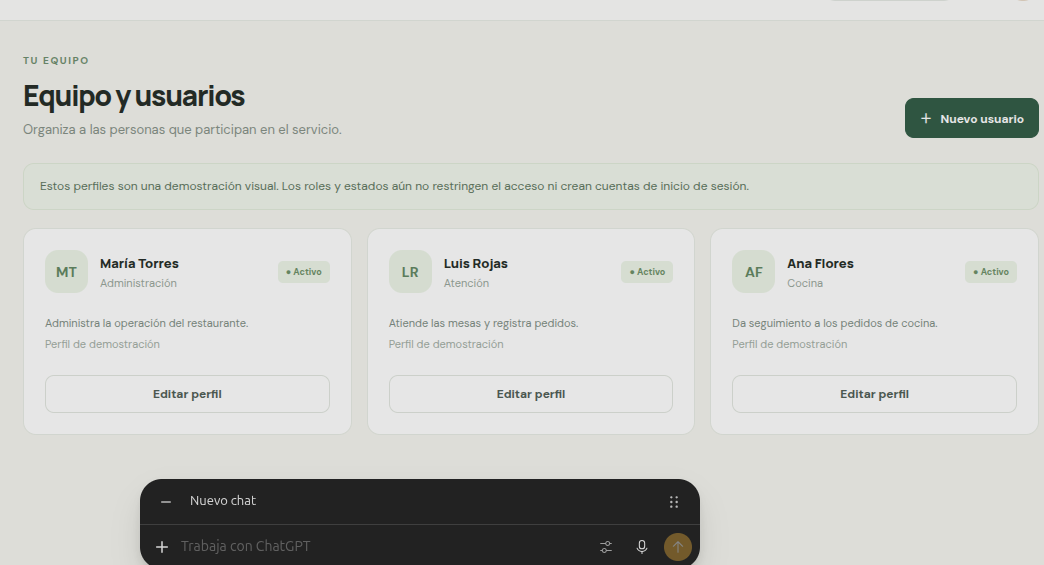 TU EQUIPO
Equipo y usuarios
Organiza a las personas que participan en el servicio.
+ Nuevo usuario
Estos perfiles son una demostración visual. Los roles y estados aún no restringen el acceso ni crean cuentas de inicio de sesión.
MT
María Torres
Administración
● Activo
Administra la operación del restaurante.
Perfil de demostración
Editar perfil
LR
Luis Rojas
Atención
● Activo
Atiende las mesas y registra pedidos.
Perfil de demostración
Editar perfil
AF
Ana Flores
Cocina
● Activo
Da seguimiento a los pedidos de cocina.
Perfil de demostración
Editar perfil
Nuevo chat
Trabaja con ChatGPT